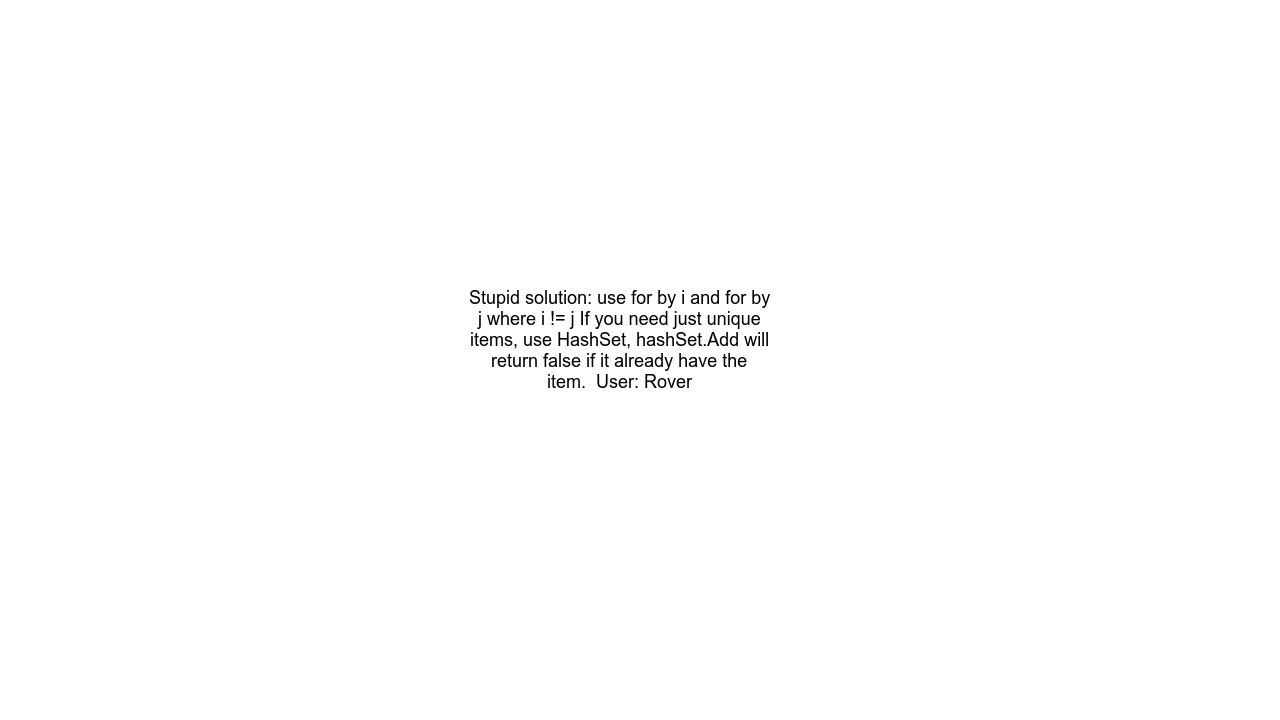 Stupid solution: use for by i and for by
j where i != j If you need just unique
items, use HashSet, hashSet.Add will
return false if it already have the
item.  User: Rover